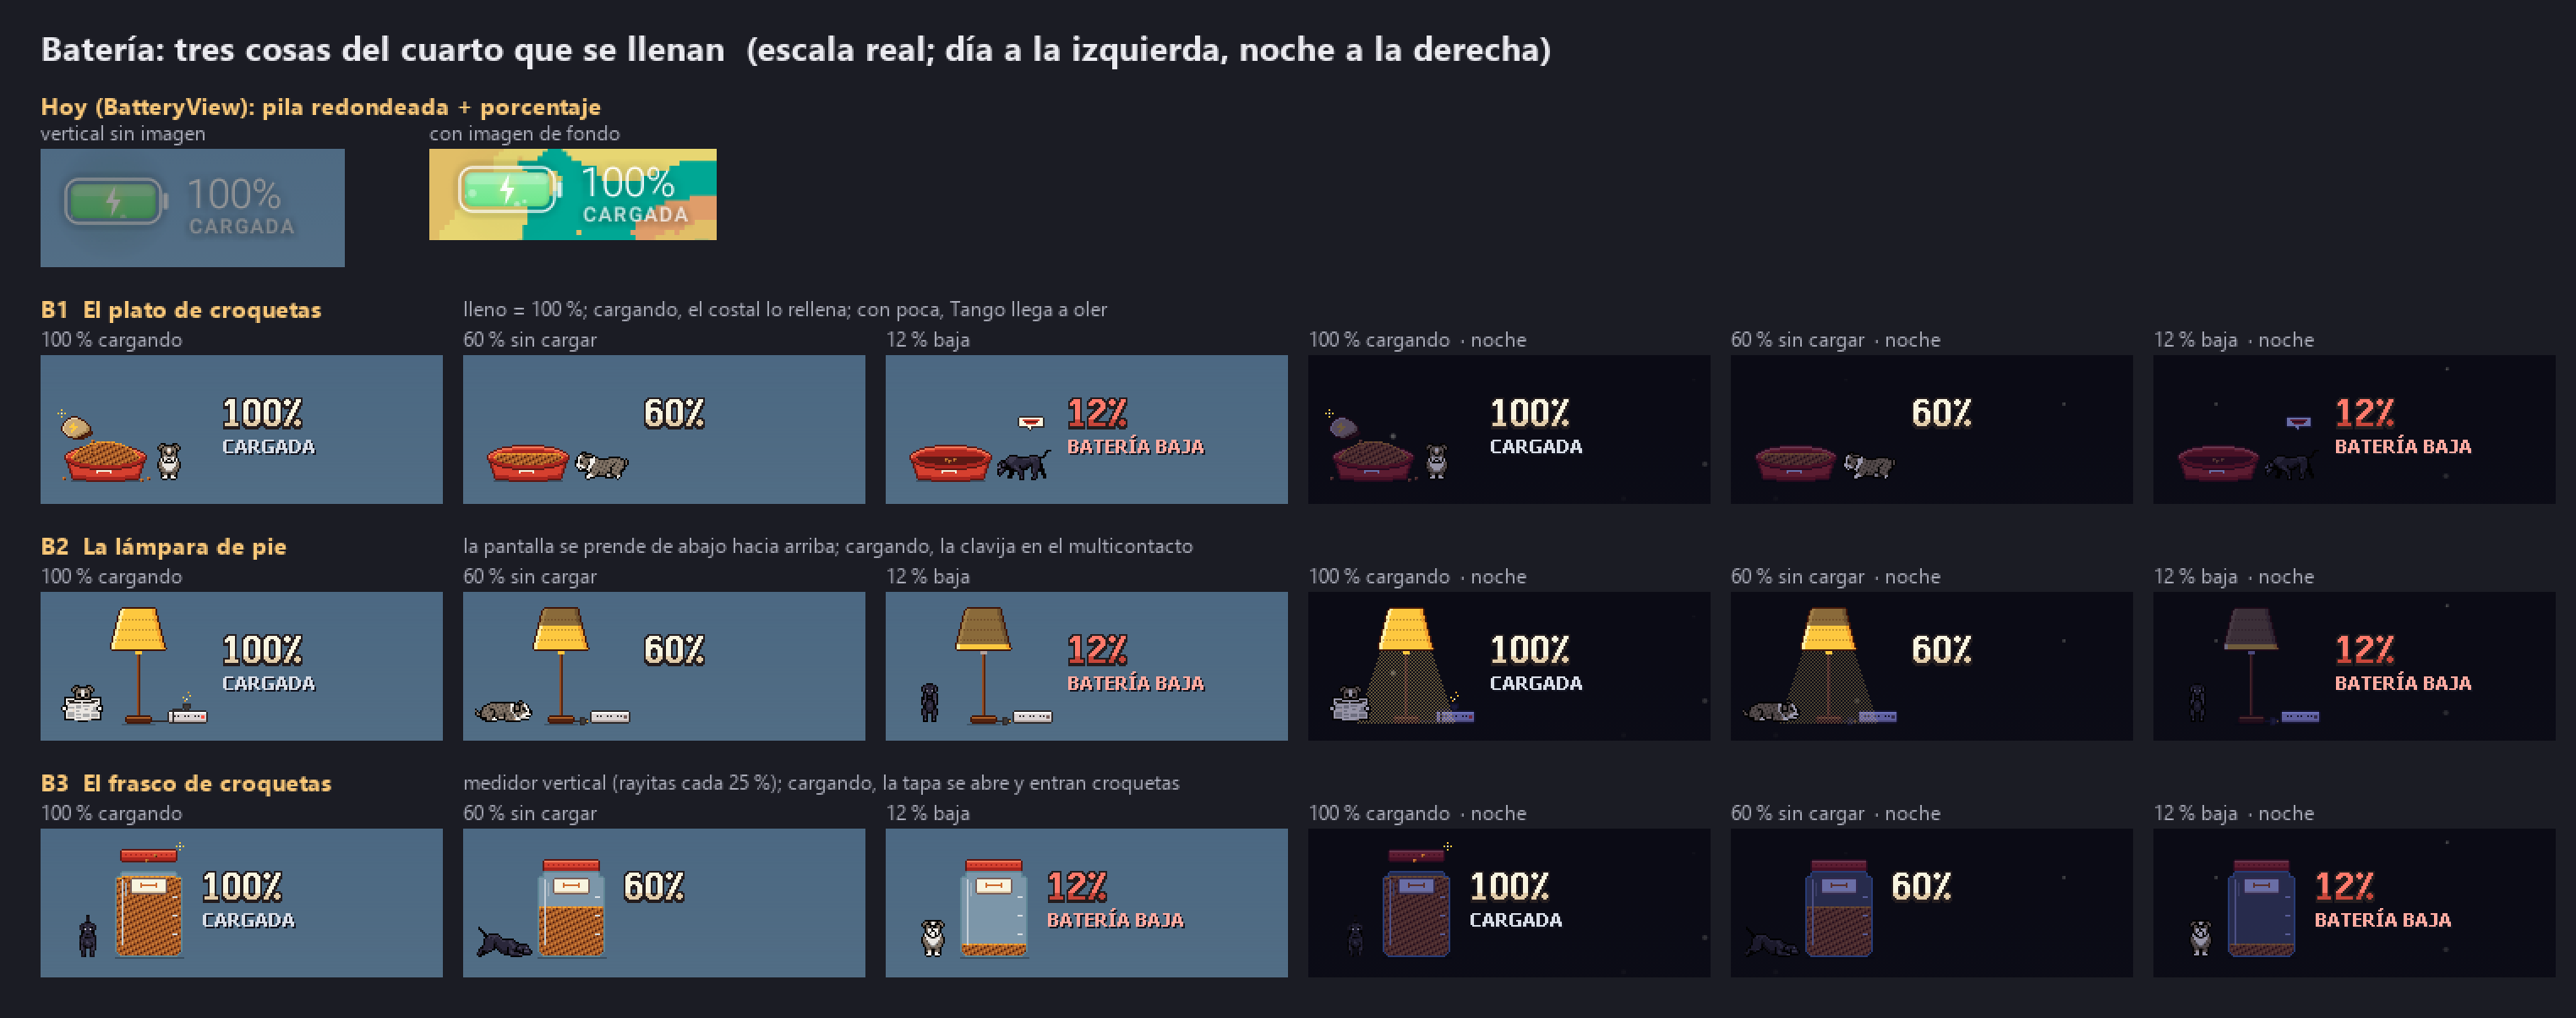 Batería: tres cosas del cuarto que se llenan (escala real; día a la izquierda, noche a la derecha)
Hoy (BatteryView): pila redondeada + porcentaje
vertical sin imagen
con imagen de fondo
100%
CARGADA
100%
CARGADA
B1 El plato de croquetas
lleno = 100 %; cargando, el costal lo rellena; con poca, Tango llega a oler
100 % cargando
60 % sin cargar
12 % baja
100 % cargando · noche
60 % sin cargar · noche
12 % baja · noche
100%
CARGADA
60%
12%
BATERÍA BAJA
100%
CARGADA
60%
12%
BATERÍA BAJA
B2 La lámpara de pie
la pantalla se prende de abajo hacia arriba; cargando, la clavija en el multicontacto
100 % cargando
60 % sin cargar
12 % baja
100 % cargando · noche
60 % sin cargar · noche
12 % baja · noche
100%
CARGADA
60%
12%
BATERÍA BAJA
100%
CARGADA
60%
12%
BATERÍA BAJA
B3 El frasco de croquetas
medidor vertical (rayitas cada 25 %); cargando, la tapa se abre y entran croquetas
100 % cargando
60 % sin cargar
12 % baja
100 % cargando · noche
60 % sin cargar · noche
12 % baja · noche
100%
CARGADA
60%
12%
BATERÍA BAJA
100%
CARGADA
60%
12%
BATERÍA BAJA